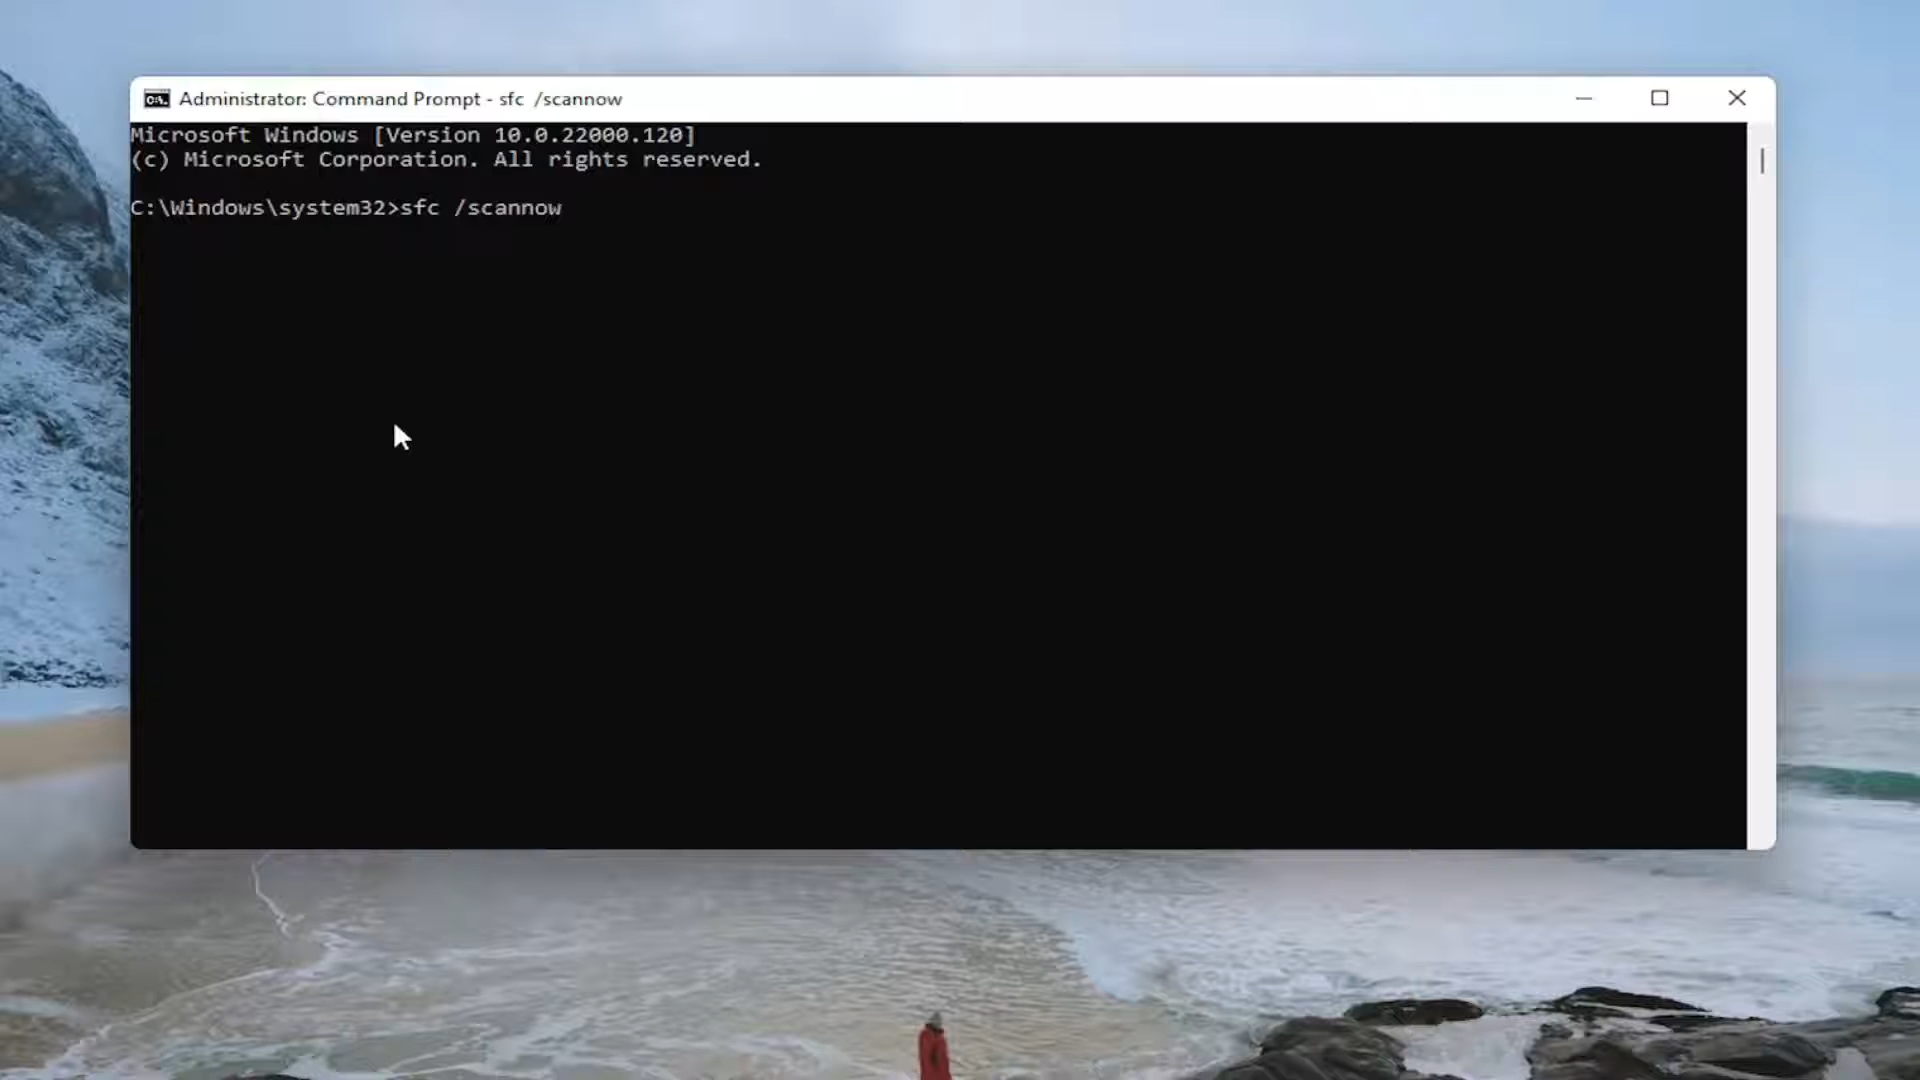 Administrator: Command Prompt - sfc  /scannow
Microsoft Windows [Version 10.0.22000.120]
(c) Microsoft Corporation. All rights reserved.
C:\Windows\system32>sfc /scannow